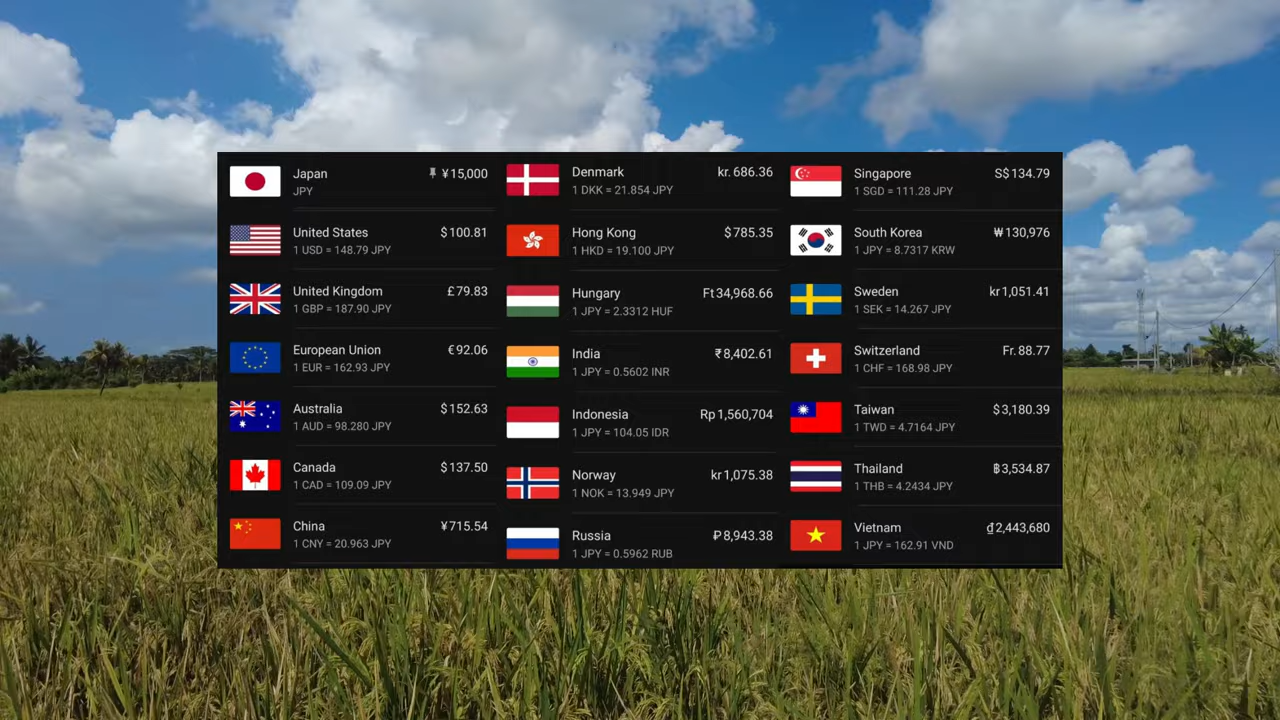 Japan ¥15,000
JPY
United States $100.81
1 USD = 148.79 JPY
United Kingdom £79.83
1 GBP = 187.90 JPY
European Union €92.06
1 EUR = 162.93 JPY
Australia $152.63
1 AUD = 98.280 JPY
Canada $137.50
1 CAD = 109.09 JPY
China ¥715.54
1 CNY = 20.963 JPY
Denmark kr. 686.36
1 DKK = 21.854 JPY
Hong Kong $785.35
1 HKD = 19.100 JPY
Hungary Ft34,968.66
1 JPY = 2.3312 HUF
India ₹8,402.61
1 JPY = 0.5602 INR
Indonesia Rp1,560,704
1 JPY = 104.05 IDR
Norway kr1,075.38
1 NOK = 13.949 JPY
Russia ₽8,943.38
1 JPY = 0.5962 RUB
Singapore S$134.79
1 SGD = 111.28 JPY
South Korea ₩130,976
1 JPY = 8.7317 KRW
Sweden kr1,051.41
1 SEK = 14.267 JPY
Switzerland Fr.88.77
1 CHF = 168.98 JPY
Taiwan $3,180.39
1 TWD = 4.7164 JPY
Thailand ฿3,534.87
1 THB = 4.2434 JPY
Vietnam ₫2,443,680
1 JPY = 162.91 VND